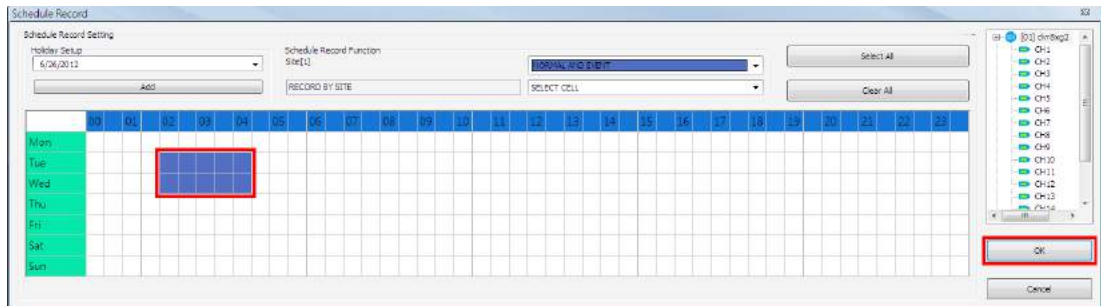 Schedule Record
Schedule Record Setting
Holiday Setup
6/26/2012
Add
Schedule Record Function
Site[1]
NORMAL AND EVENT
RECORD BY SITE
SELECT CELL
Select All
Clear All
00 01 02 03 04 05 06 07 08 09 10 11 12 13 14 15 16 17 18 19 20 21 22 23
Mon
Tue
Wed
Thu
Fri
Sat
Sun
[01]
CH1
CH2
CH3
CH4
CH5
CH6
CH7
CH8
CH9
CH10
CH11
CH12
CH13
CH14
OK
Cancel